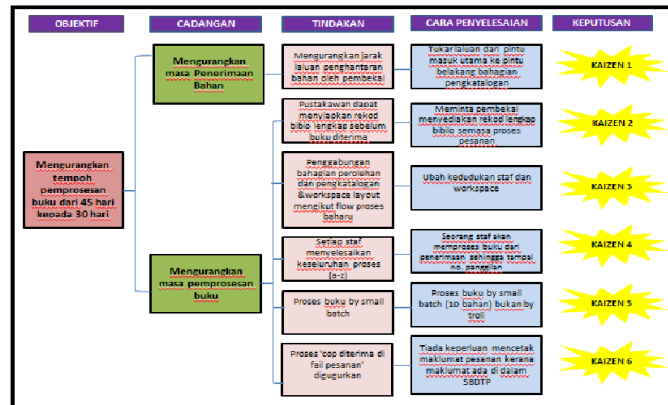 OBJEKTIF
CADANGAN
TINDAKAN
CARA PENYELESAIAN
KEPUTUSAN
Mengurangkan
tempoh
pemprosesan
buku dari 45 hari
kepada 30 hari
Mengurangkan
masa Penerimaan
Bahan
Mengurangkan jarak
laluan penghantaran
bahan oleh pembekal
Tukar laluan dari pintu
masuk utama ke pintu
belakang bahagian
pengkatalogan
KAIZEN 1
Mengurangkan
masa pemprosesan
buku
Pustakawan dapat
menyiapkan rekod
biblio lengkap sebelum
buku diterima
Meminta pembekal
menyediakan rekod lengkap
biblio semasa proses
pesanan
KAIZEN 2
Penggabungan
bahagian perolehan
dan pengkatalogan
&workspace layout
mengikut flow proses
baharu
Ubah kedudukan staf dan
workspace
KAIZEN 3
Setiap staf
menyelesaikan
keseluruhan proses
(a-z)
Seorang staf akan
memproses buku dari
penerimaan sehingga tampal
no. panggilan
KAIZEN 4
Proses buku by small
batch
Proses buku by small
batch (10 bahan) bukan by
troli
KAIZEN 5
Proses 'cop diterima di
fail pesanan'
digugurkan
Tiada keperluan mencetak
maklumat pesanan kerana
maklumat ada di dalam
SBDTP
KAIZEN 6